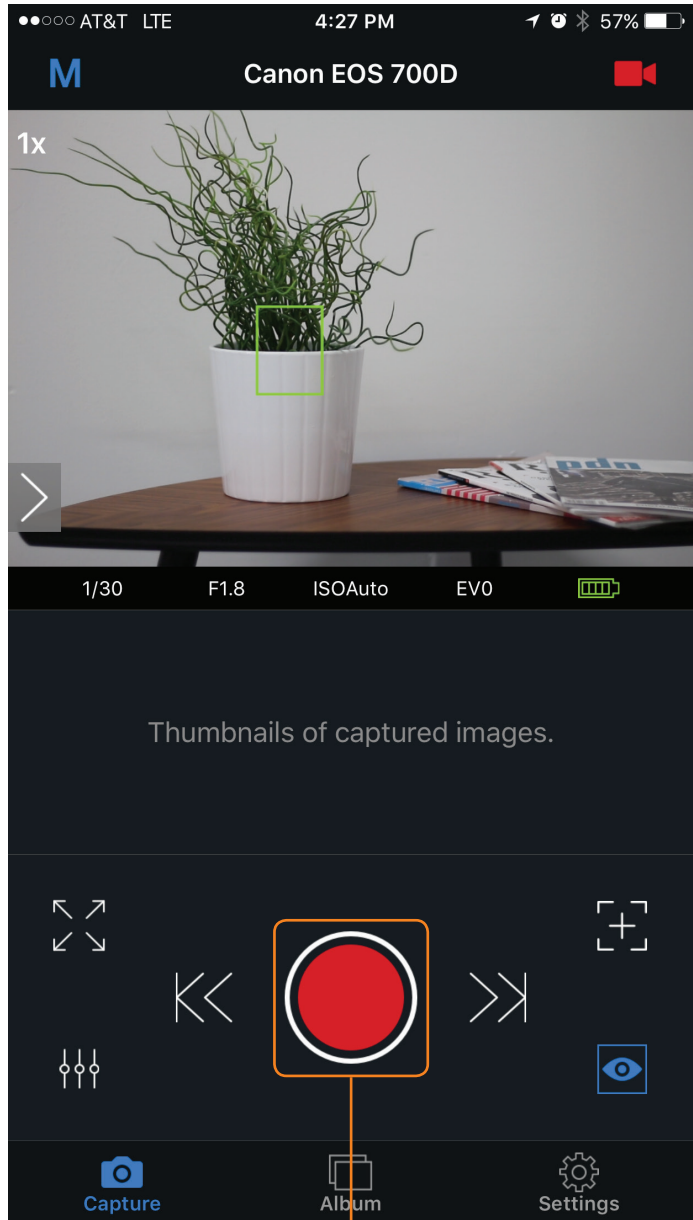 AT&T LTE 4:27 PM 57%
M Canon EOS 700D
1x
pdn
1/30 F1.8 ISOAuto EV0
Thumbnails of captured images.
Capture Album Settings